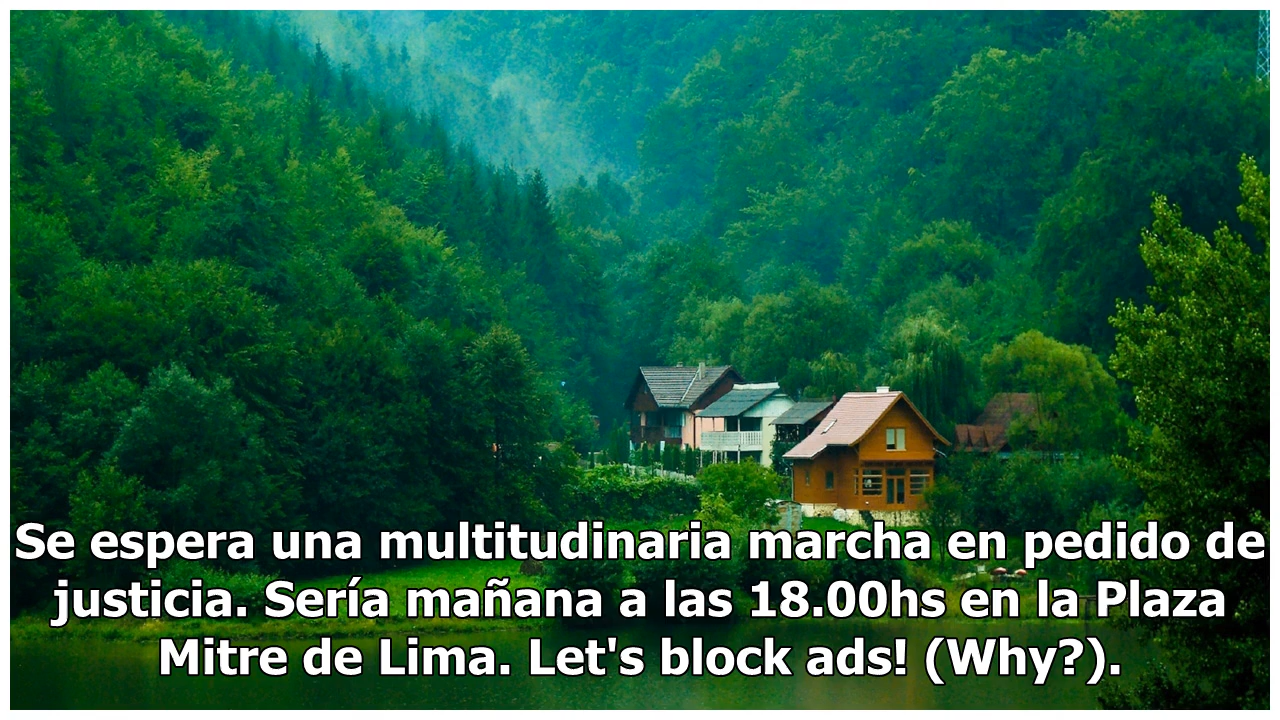 Se espera una multitudinaria marcha en pedido de
justicia. Sería mañana a las 18.00hs en la Plaza
Mitre de Lima. Let's block ads! (Why?).